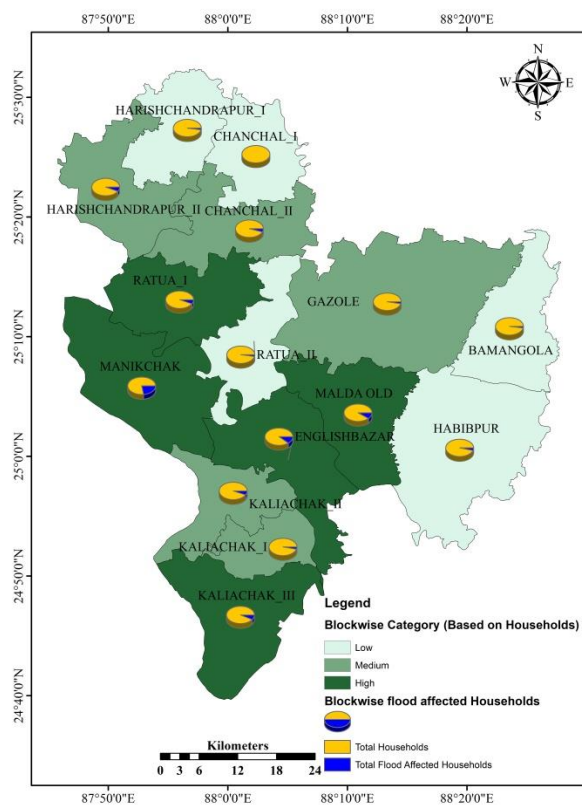 87°50'0"E 88°0'0"E 88°10'0"E 88°20'0"E
N
W E
S
25°30'0"N
HARISHCHANDRAPUR_I
CHANCHAL_I
25°20'0"N
HARISHCHANDRAPUR_II
CHANCHAL_II
RATUA_I
GAZOLE
25°10'0"N
RATUA_II
BAMANGOLA
MANIKCHAK
MALDA OLD
ENGLISHBAZAR
HABIBPUR
25°0'0"N
KALIACHAK_II
KALIACHAK_I
24°50'0"N
KALIACHAK_III
24°40'0"N
Legend
Blockwise Category (Based on Households)
Low
Medium
High
Blockwise flood affected Households
Total Households
Total Flood Affected Households
Kilometers
0 3 6 12 18 24
87°50'0"E 88°0'0"E 88°10'0"E 88°20'0"E